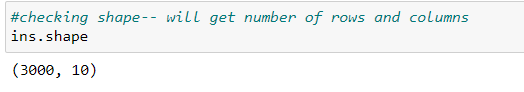 #checking shape-- will get number of rows and columns
ins.shape
(3000, 10)